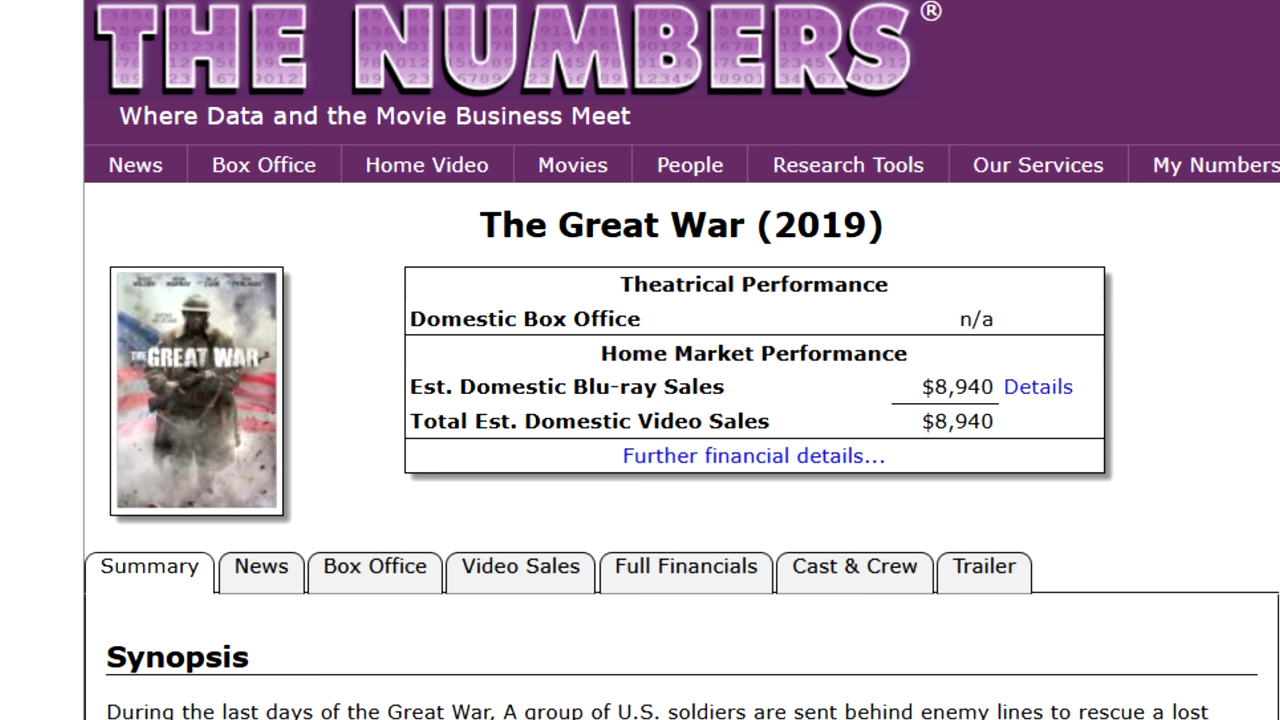 THE NUMBERS®
Where Data and the Movie Business Meet
News Box Office Home Video Movies People Research Tools Our Services My Numbers
The Great War (2019)
THE GREAT WAR
Theatrical Performance
Domestic Box Office n/a
Home Market Performance
Est. Domestic Blu-ray Sales $8,940 Details
Total Est. Domestic Video Sales $8,940
Further financial details...
Summary News Box Office Video Sales Full Financials Cast & Crew Trailer
Synopsis
During the last days of the Great War, A group of U.S. soldiers are sent behind enemy lines to rescue a lost